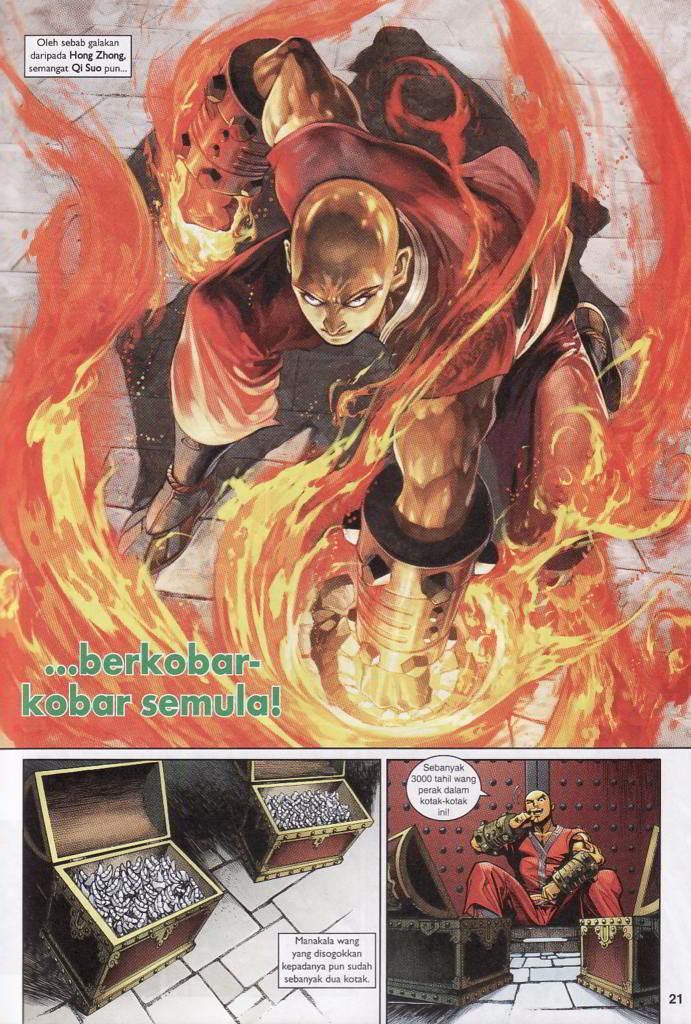 Oleh sebab galakan
daripada Hong Zhong,
semangat Qi Suo pun...
...berkobar-
kobar semula!
Manakala wang
yang disogokkan
kepadanya pun sudah
sebanyak dua kotak.
Sebanyak
3000 tahil wang
perak dalam
kotak-kotak
ini!
21